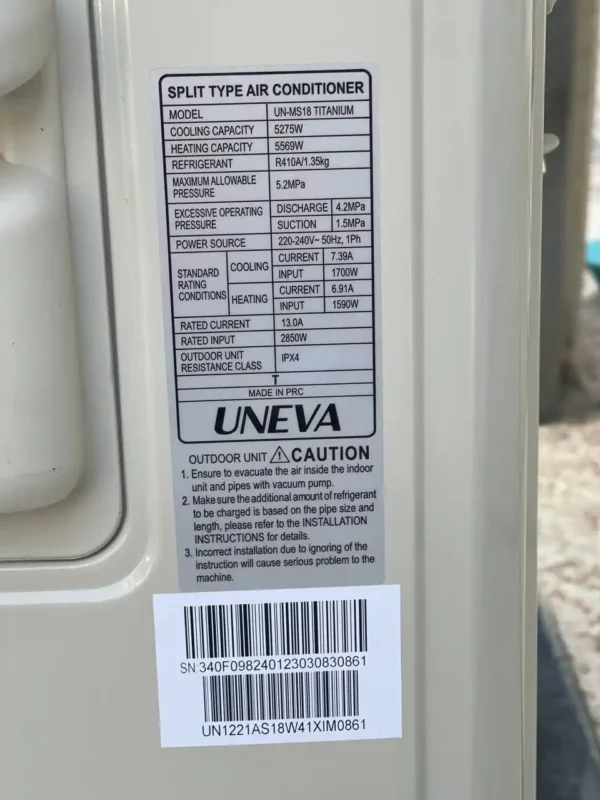 SPLIT TYPE AIR CONDITIONER
MODEL UN-MS18 TITANIUM
COOLING CAPACITY 5275W
HEATING CAPACITY 5569W
REFRIGERANT R410A/1.35kg
MAXIMUM ALLOWABLE
PRESSURE 5.2MPa
EXCESSIVE OPERATING
PRESSURE
DISCHARGE 4.2MPa
SUCTION 1.5MPa
POWER SOURCE 220-240V~ 50Hz, 1Ph
STANDARD
RATING
CONDITIONS
COOLING
CURRENT 7.39A
INPUT 1700W
HEATING
CURRENT 6.91A
INPUT 1590W
RATED CURRENT 13.0A
RATED INPUT 2850W
OUTDOOR UNIT
RESISTANCE CLASS IPX4
T
MADE IN PRC
UNEVA
OUTDOOR UNIT CAUTION
1. Ensure to evacuate the air inside the indoor
unit and pipes with vacuum pump.
2. Make sure the additional amount of refrigerant
to be charged is based on the pipe size and
length, please refer to the INSTALLATION
INSTRUCTIONS for details.
3. Incorrect installation due to ignoring of the
instruction will cause serious problem to the
machine.
SN:340F098240123030830861
UN1221AS18W41XIM0861